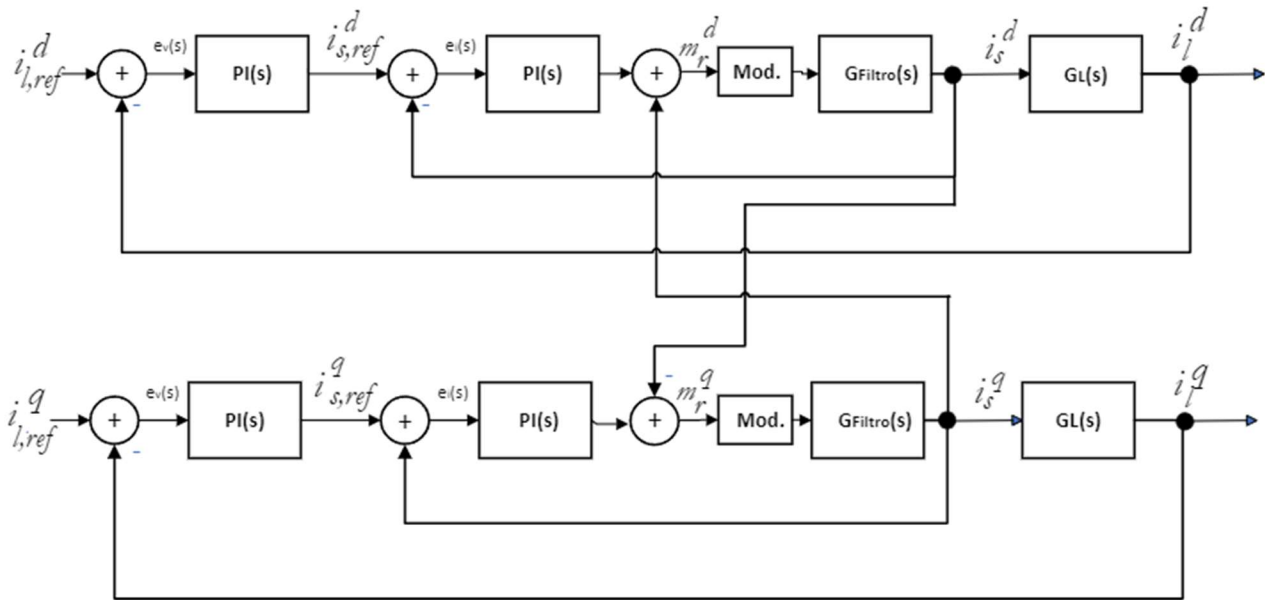 i d l,ref
+
-
ev(s)
PI(s)
i d s,ref
+
-
ei(s)
PI(s)
+
m d r
Mod.
GFiltro(s)
i d s
GL(s)
i d l
i q l,ref
+
-
ev(s)
PI(s)
i q s,ref
+
ei(s)
PI(s)
-
+
m q r
Mod.
GFiltro(s)
i q s
GL(s)
i q l